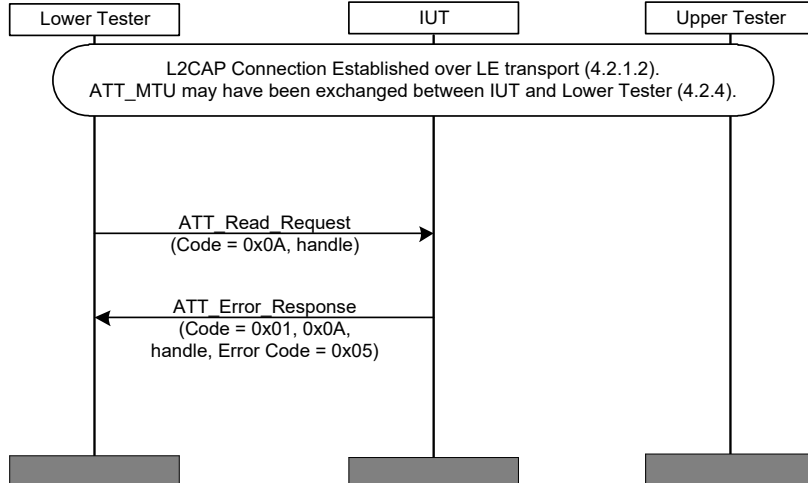 Lower Tester
IUT
Upper Tester
L2CAP Connection Established over LE transport (4.2.1.2).
ATT_MTU may have been exchanged between IUT and Lower Tester (4.2.4).
ATT_Read_Request
(Code = 0x0A, handle)
ATT_Error_Response
(Code = 0x01, 0x0A,
handle, Error Code = 0x05)